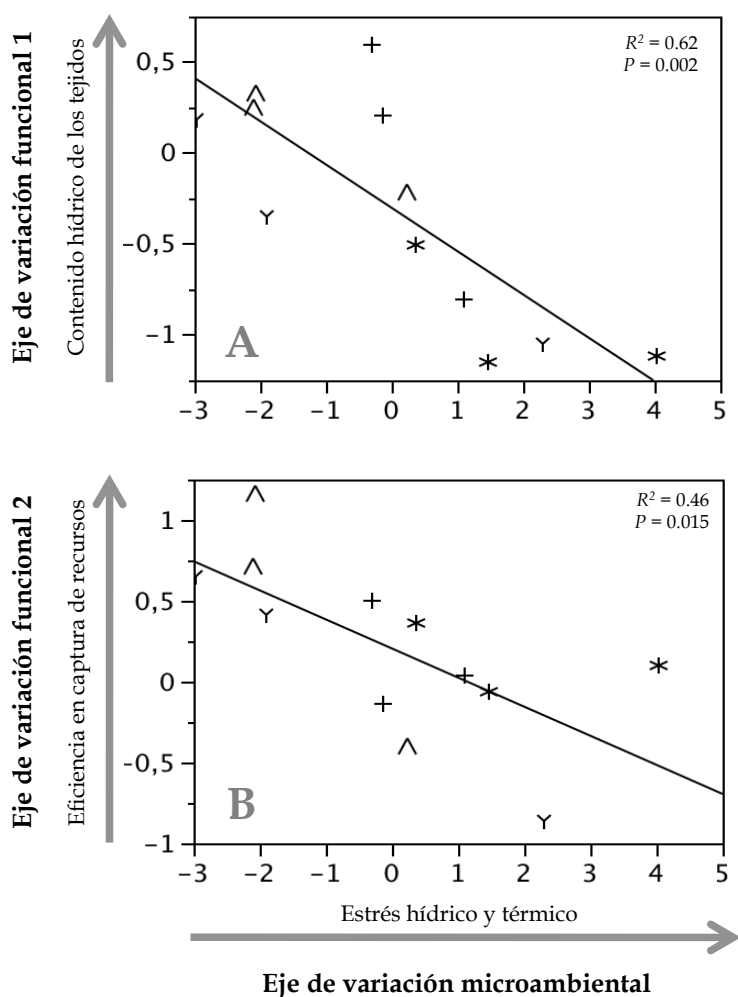 Eje de variación funcional 1
Contenido hídrico de los tejidos
R² = 0.62
P = 0.002
0,5
0
−0,5
−1
A
−3 −2 −1 0 1 2 3 4 5
Eje de variación funcional 2
Eficiencia en captura de recursos
R² = 0.46
P = 0.015
1
0,5
0
−0,5
−1
B
−3 −2 −1 0 1 2 3 4 5
Estrés hídrico y térmico
Eje de variación microambiental